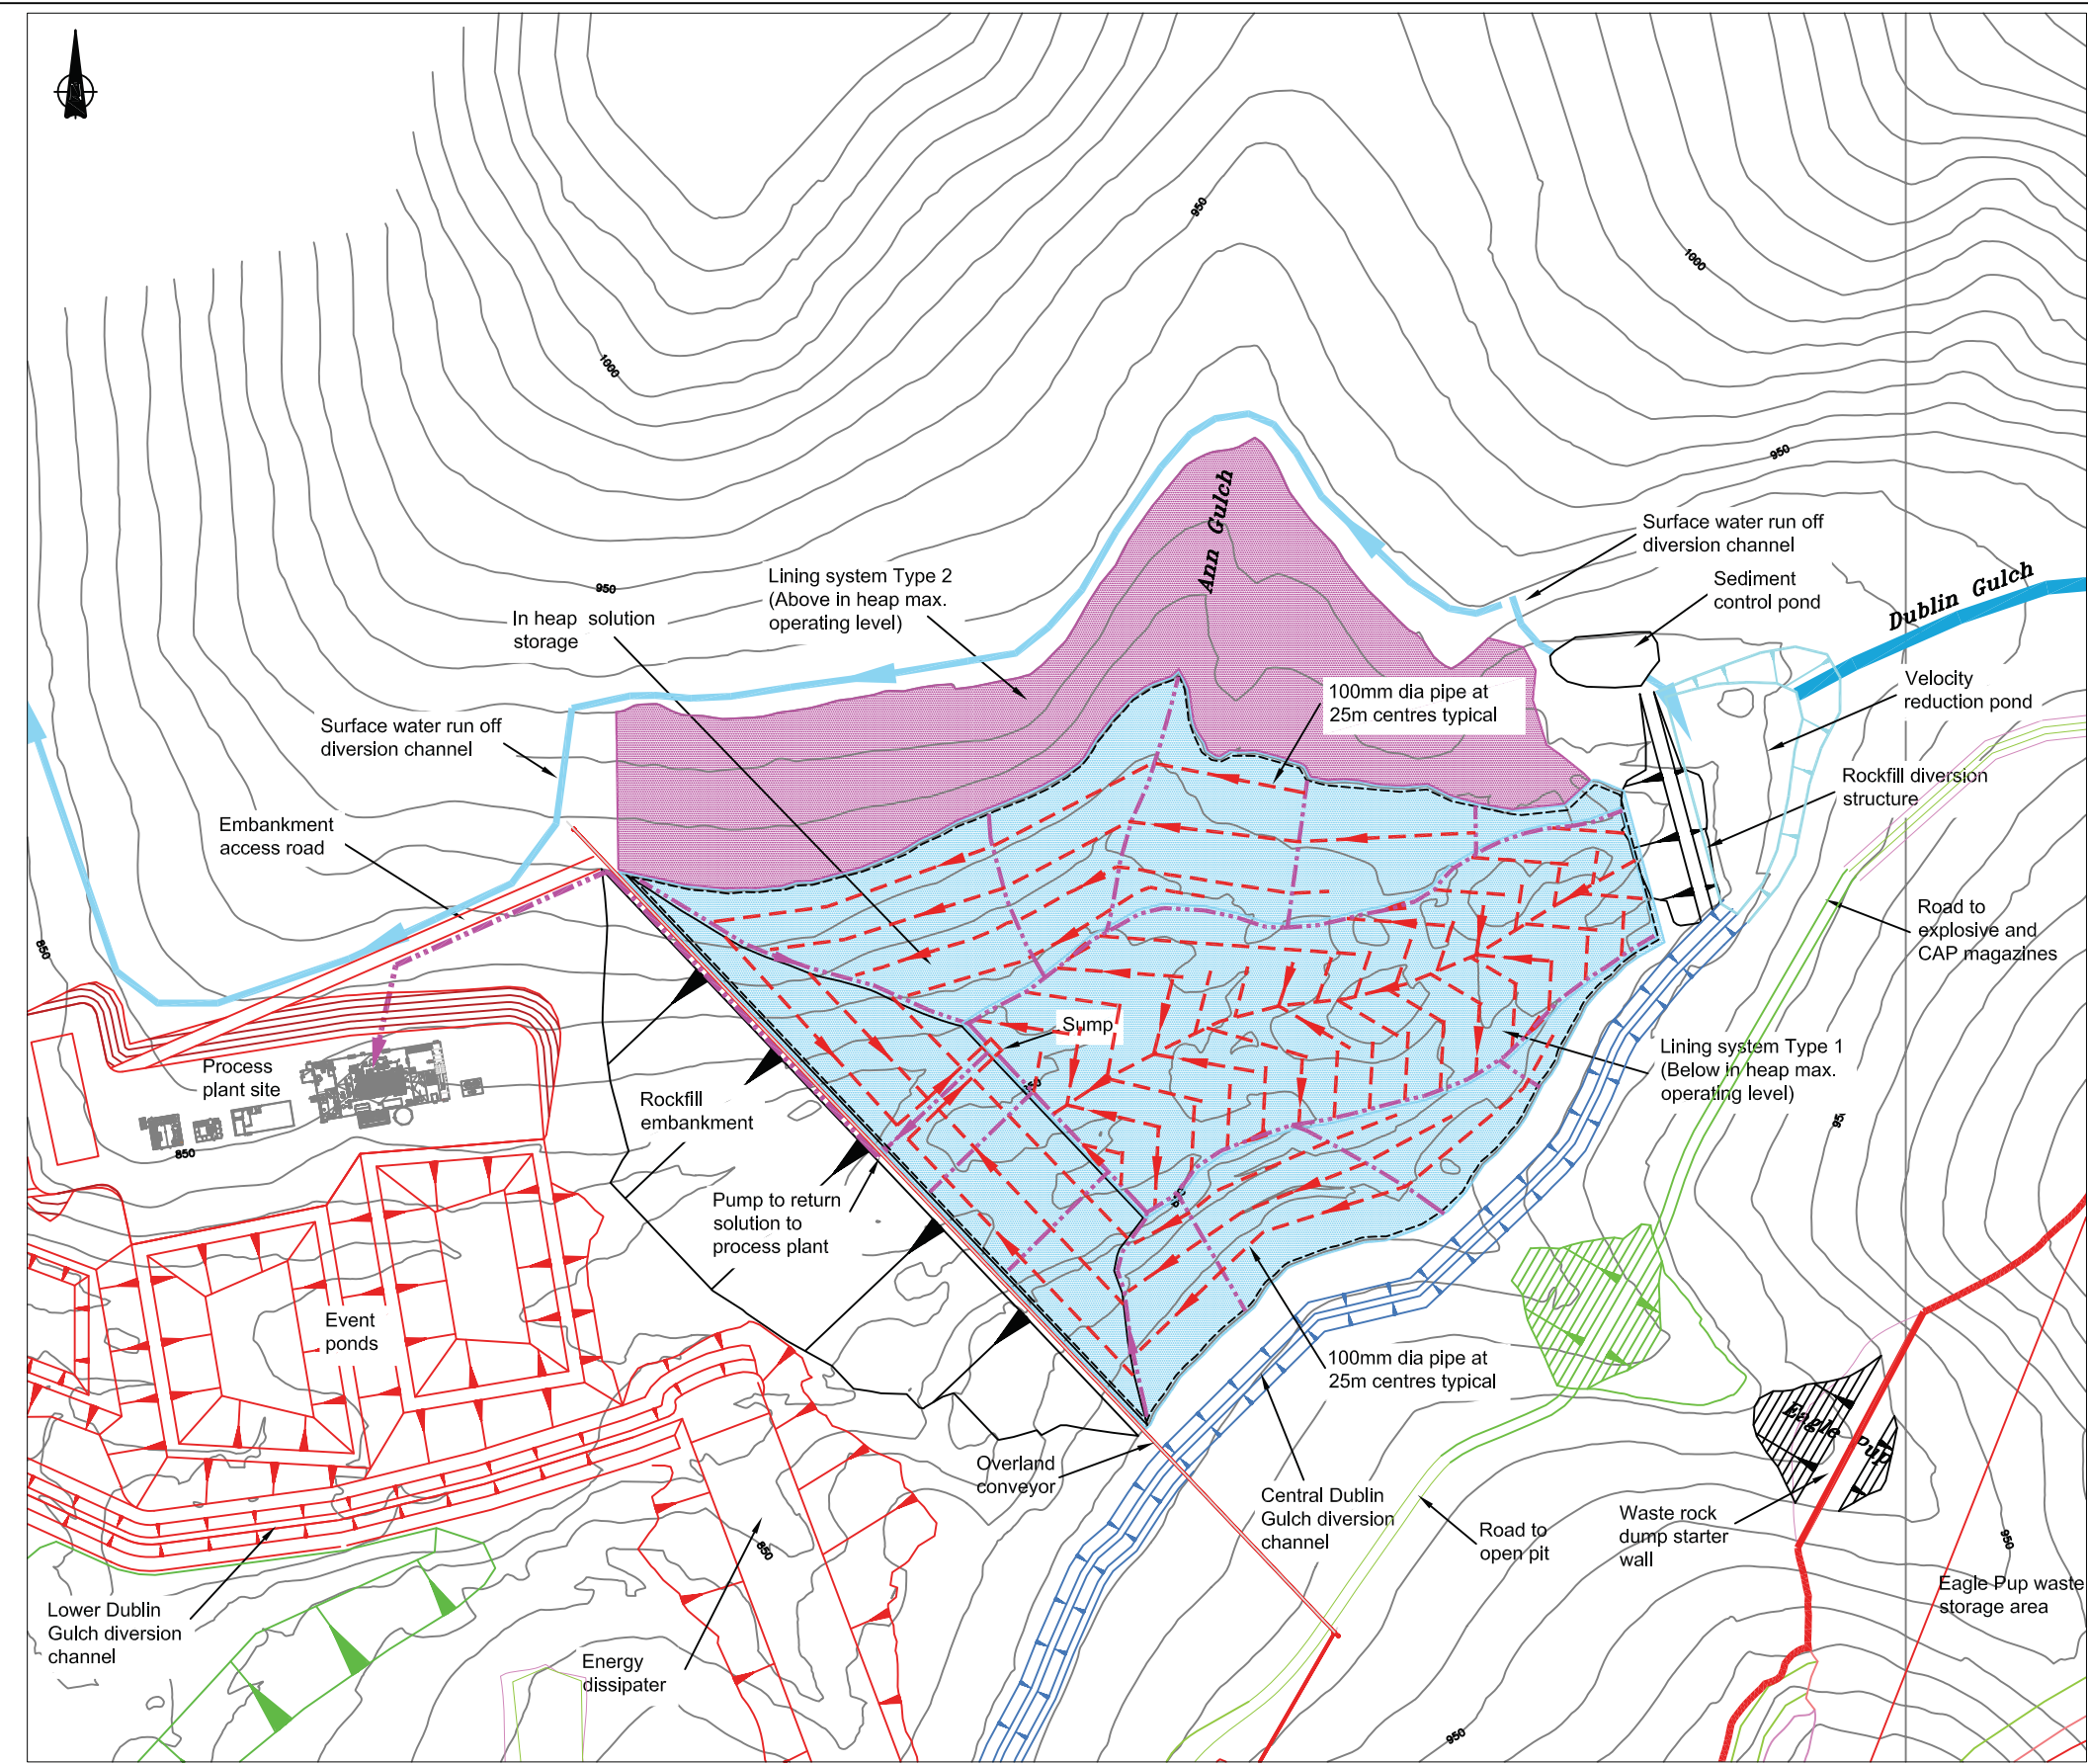 950
1000
1000
950
Surface water run off
diversion channel
Sediment
control pond
Dublin Gulch
Ann Gulch
Lining system Type 2
(Above in heap max.
operating level)
950
In heap solution
storage
Velocity
reduction pond
100mm dia pipe at
25m centres typical
Surface water run off
diversion channel
Rockfill diversion
structure
Embankment
access road
Road to
explosive and
CAP magazines
850
Sump
Lining system Type 1
(Below in heap max.
operating level)
Process
plant site
850
Rockfill
embankment
Pump to return
solution to
process plant
Event
ponds
100mm dia pipe at
25m centres typical
Eagle Pup
Overland
conveyor
Central Dublin
Gulch diversion
channel
Road to
open pit
Waste rock
dump starter
wall
950
850
Eagle Pup waste
storage area
Lower Dublin
Gulch diversion
channel
Energy
dissipater
950